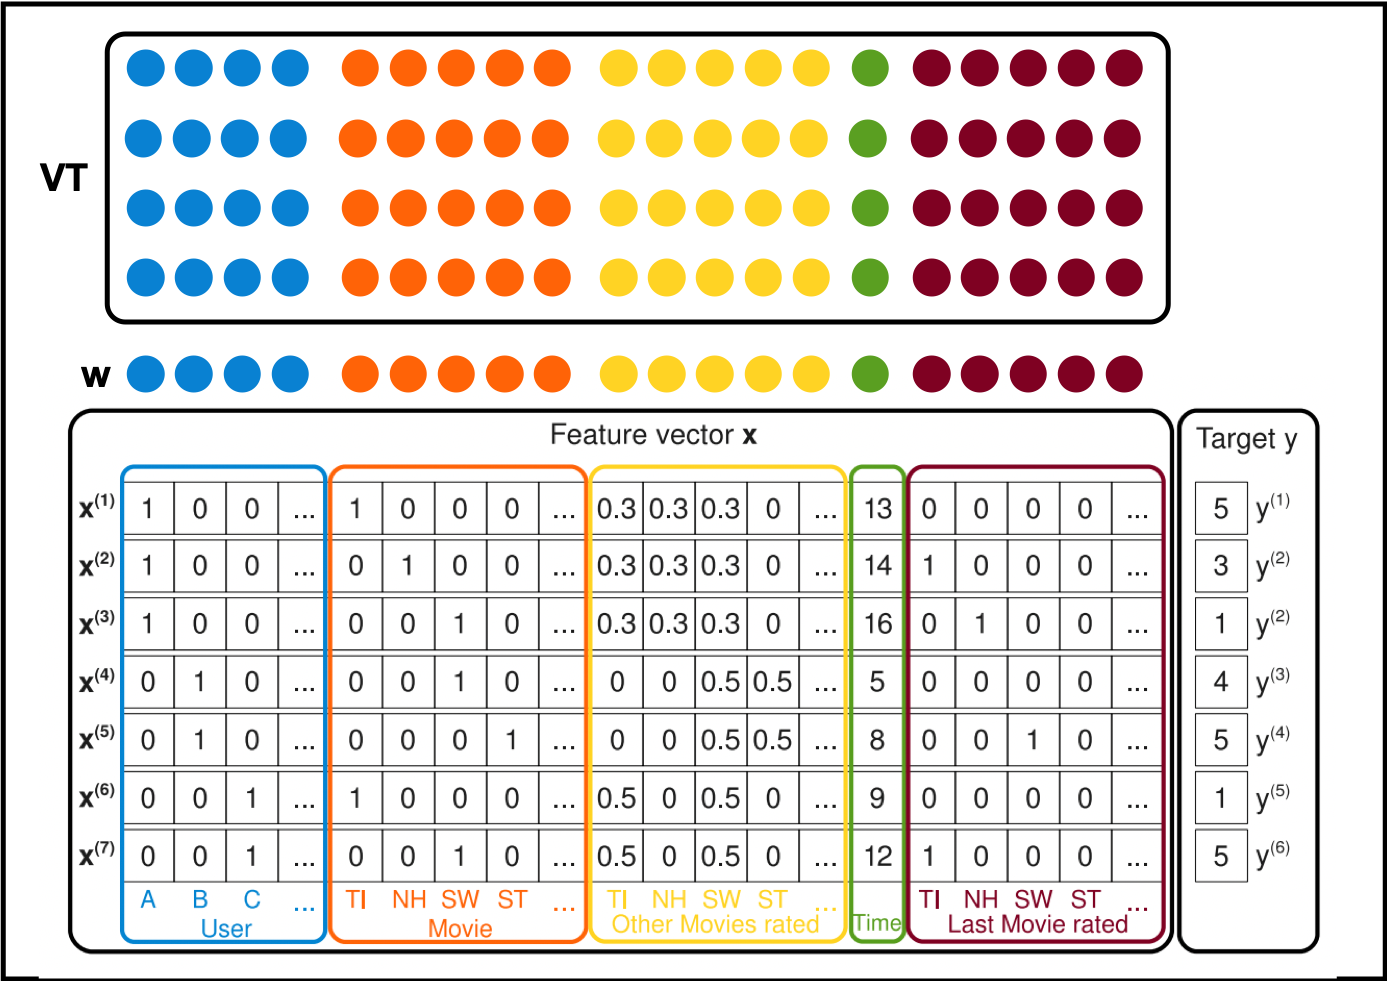 VT
w
Feature vector x
Target y
x(1) 1 0 0 ... 1 0 0 0 ... 0.3 0.3 0.3 0 ... 13 0 0 0 0 ... 5 y(1)
x(2) 1 0 0 ... 0 1 0 0 ... 0.3 0.3 0.3 0 ... 14 1 0 0 0 ... 3 y(2)
x(3) 1 0 0 ... 0 0 1 0 ... 0.3 0.3 0.3 0 ... 16 0 1 0 0 ... 1 y(2)
x(4) 0 1 0 ... 0 0 1 0 ... 0 0 0.5 0.5 ... 5 0 0 0 0 ... 4 y(3)
x(5) 0 1 0 ... 0 0 0 1 ... 0 0 0.5 0.5 ... 8 0 0 1 0 ... 5 y(4)
x(6) 0 0 1 ... 1 0 0 0 ... 0.5 0 0.5 0 ... 9 0 0 0 0 ... 1 y(5)
x(7) 0 0 1 ... 0 0 1 0 ... 0.5 0 0.5 0 ... 12 1 0 0 0 ... 5 y(6)
A B C ... TI NH SW ST ... TI NH SW ST ... TI NH SW ST ...
User Movie Other Movies rated Time Last Movie rated